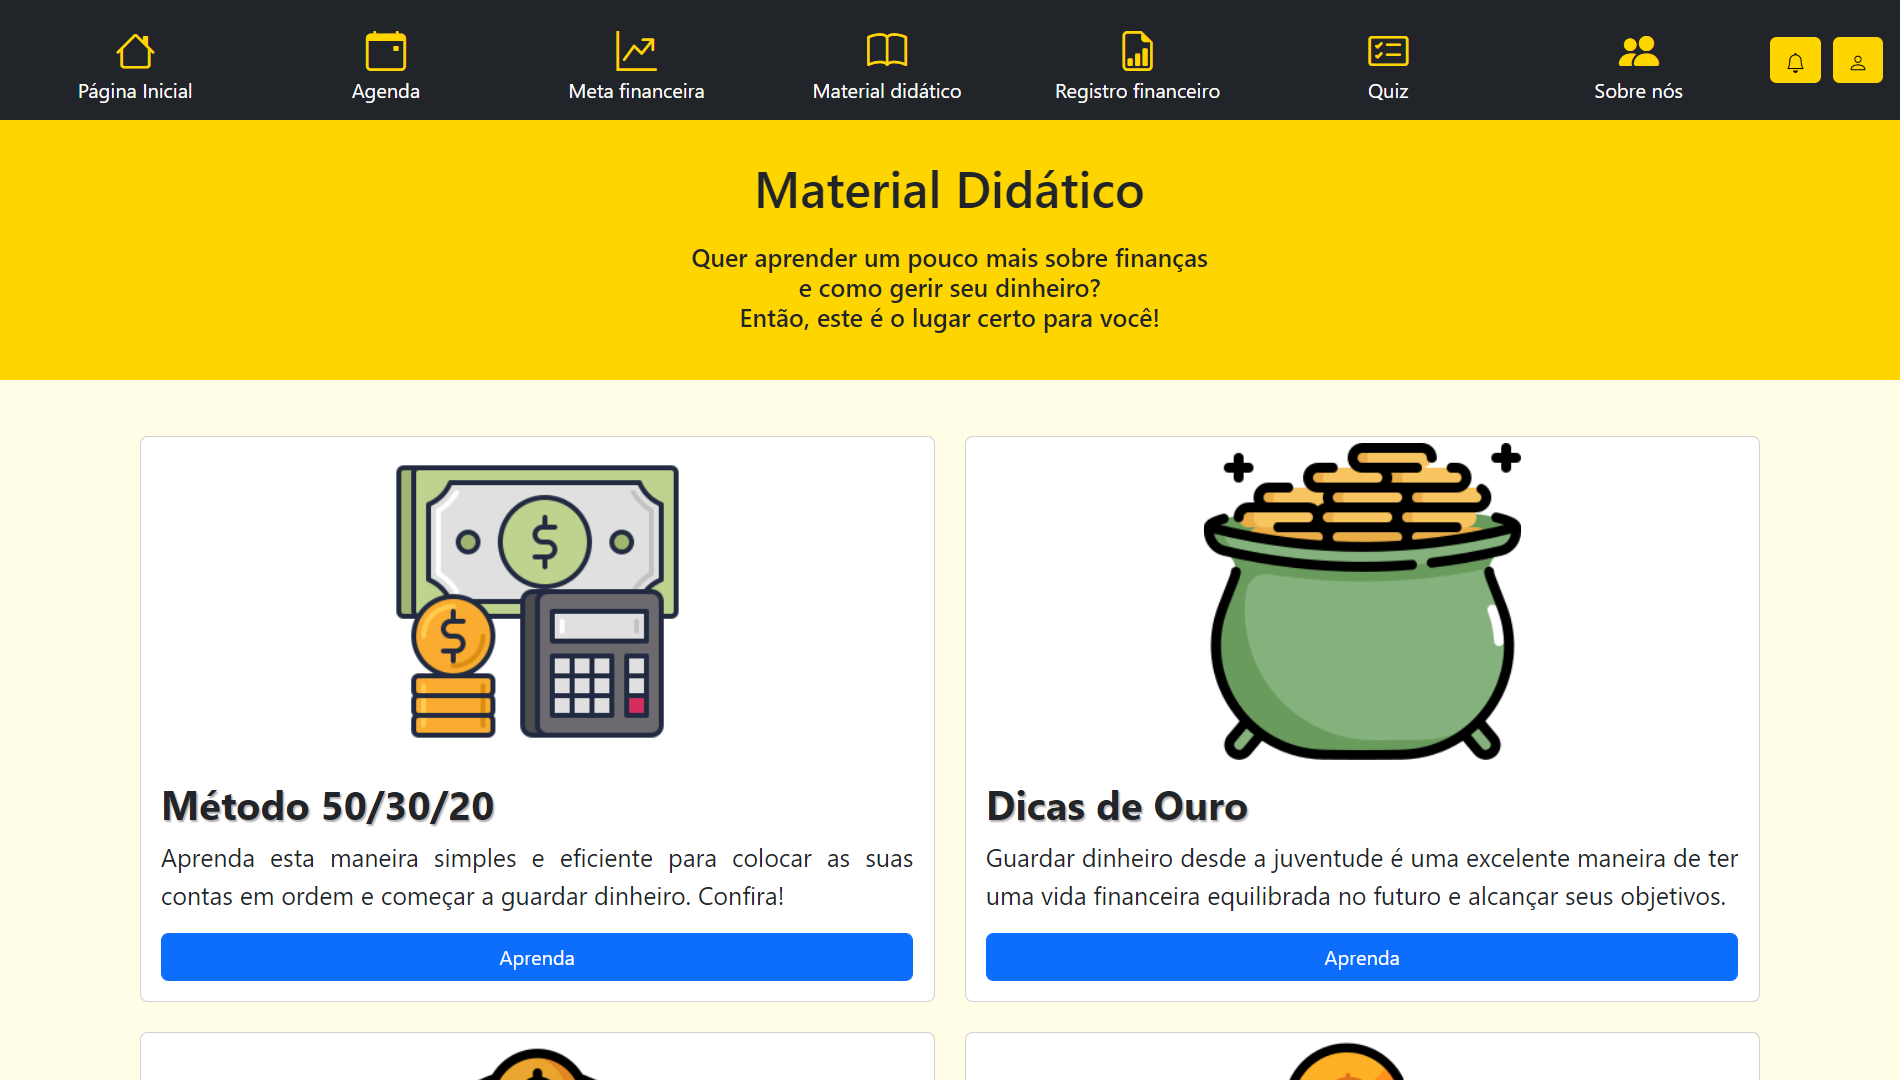 Página Inicial
Agenda
Meta financeira
Material didático
Registro financeiro
Quiz
Sobre nós
Material Didático
Quer aprender um pouco mais sobre finanças
e como gerir seu dinheiro?
Então, este é o lugar certo para você!
$
$
Método 50/30/20
Aprenda esta maneira simples e eficiente para colocar as suas
contas em ordem e começar a guardar dinheiro. Confira!
Aprenda
Dicas de Ouro
Guardar dinheiro desde a juventude é uma excelente maneira de ter
uma vida financeira equilibrada no futuro e alcançar seus objetivos.
Aprenda